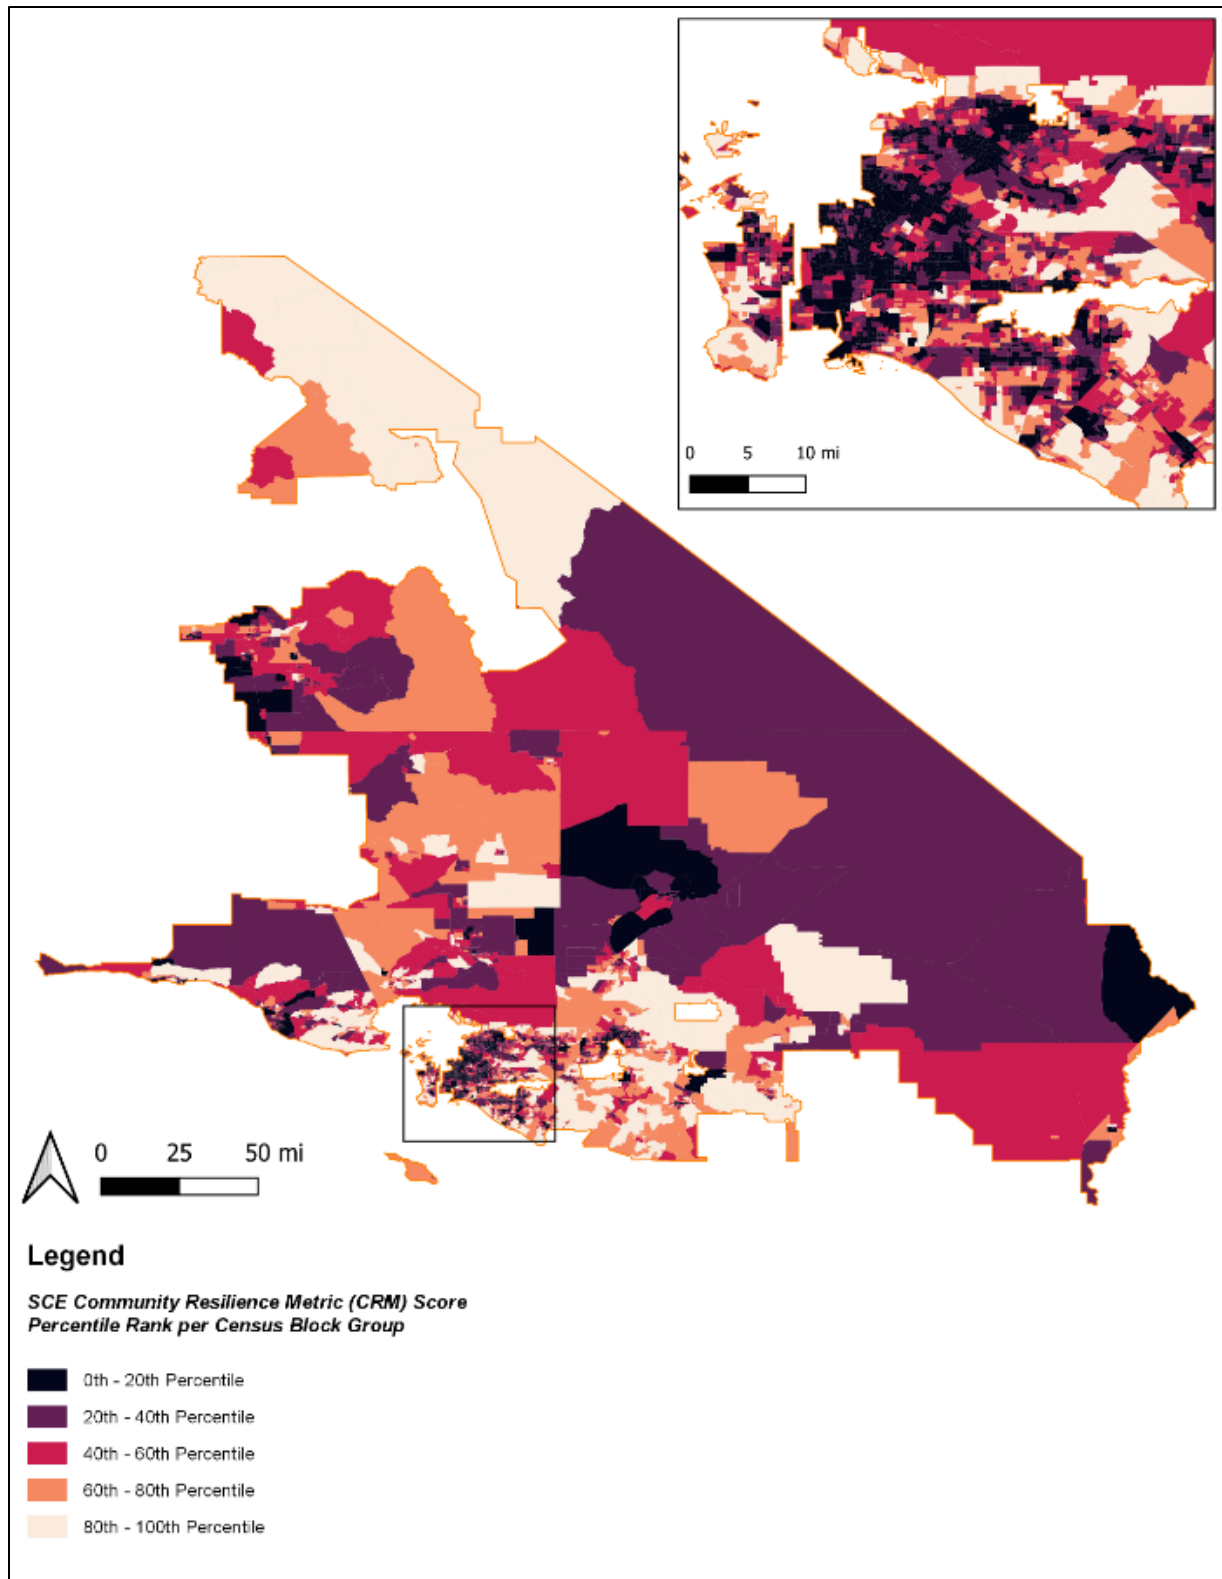 0 5 10 mi
0 25 50 mi
Legend
SCE Community Resilience Metric (CRM) Score
Percentile Rank per Census Block Group
0th - 20th Percentile
20th - 40th Percentile
40th - 60th Percentile
60th - 80th Percentile
80th - 100th Percentile